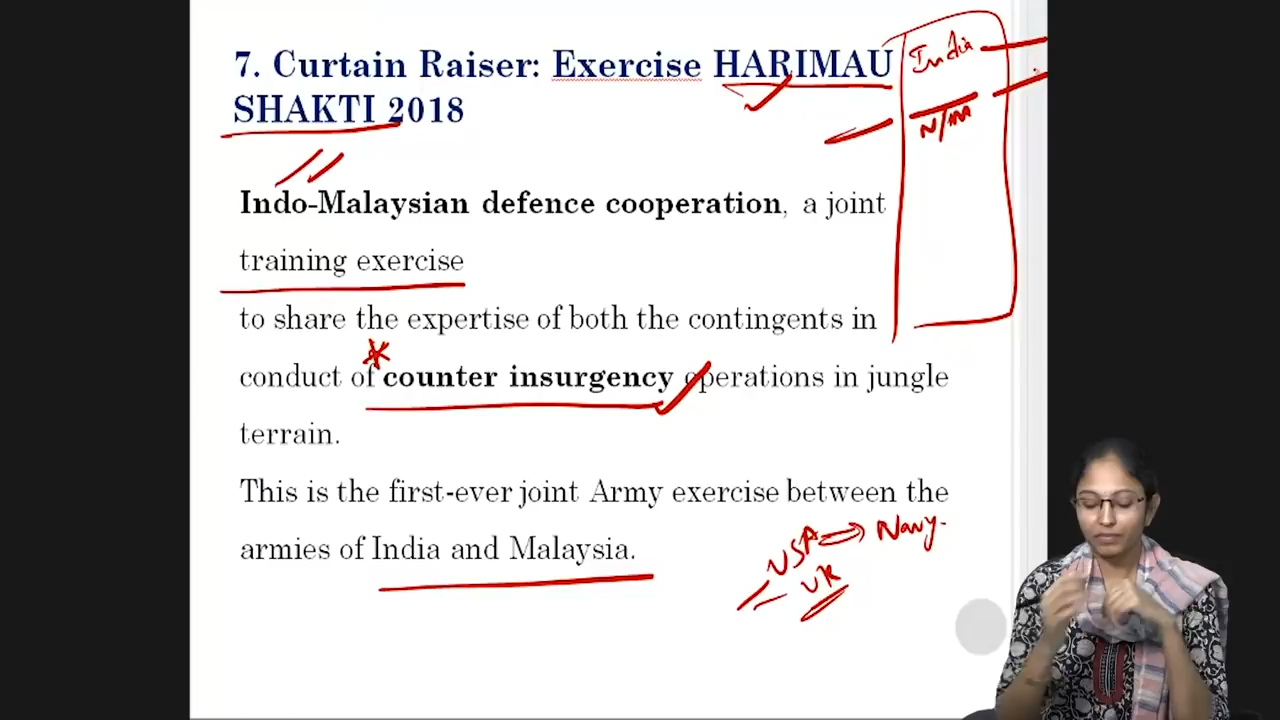 7. Curtain Raiser: Exercise HARIMAU
SHAKTI 2018
India
N/M
Indo-Malaysian defence cooperation, a joint
training exercise
to share the expertise of both the contingents in
conduct of counter insurgency operations in jungle
terrain.
This is the first-ever joint Army exercise between the
armies of India and Malaysia.
USA Navy
UK